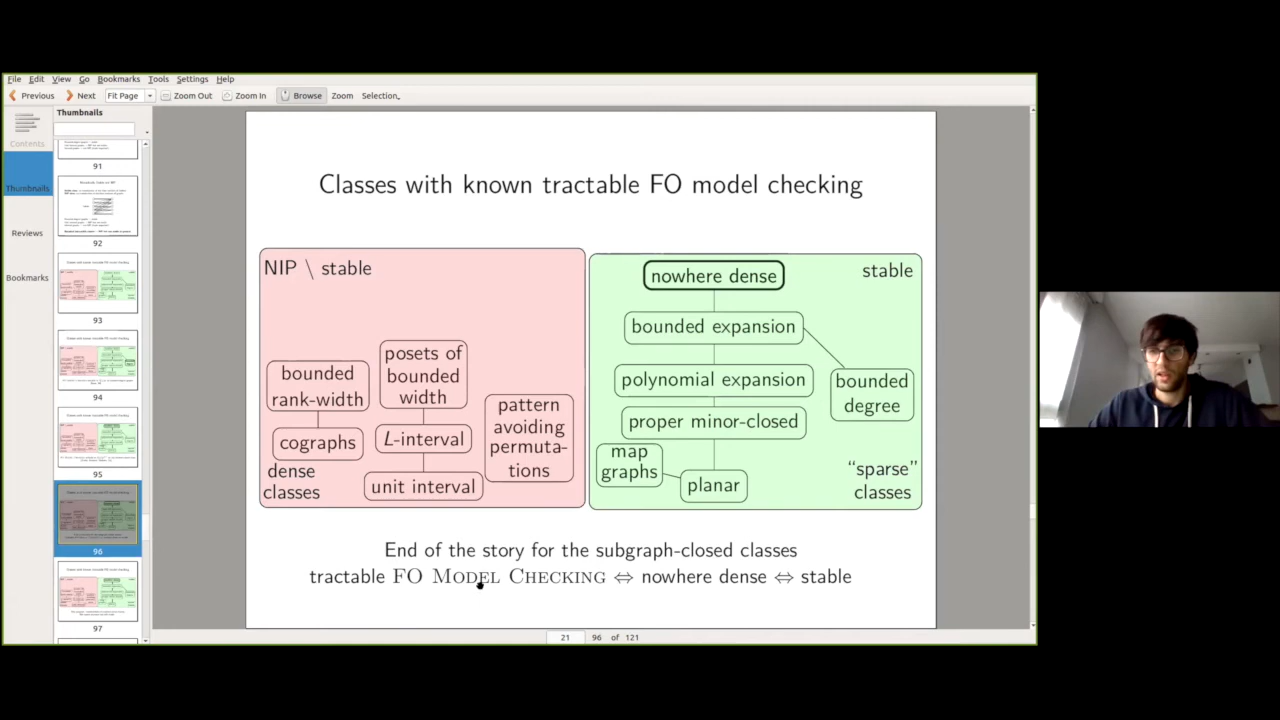 File Edit View Go Bookmarks Tools Settings Help
Previous Next Fit Page Zoom Out Zoom In Browse Zoom Selection
Thumbnails
Contents
Thumbnails
Reviews
Bookmarks
91
92
93
94
95
96
97
Classes with known tractable FO model checking
NIP \ stable
bounded
rank-width
cographs
dense
classes
posets of
bounded
width
L-interval
unit interval
pattern
avoiding
permuta-
tions
nowhere dense
stable
bounded expansion
polynomial expansion
proper minor-closed
bounded
degree
map
graphs
planar
“sparse”
classes
End of the story for the subgraph-closed classes
tractable FO MODEL CHECKING ⇔ nowhere dense ⇔ stable
21 96 of 121